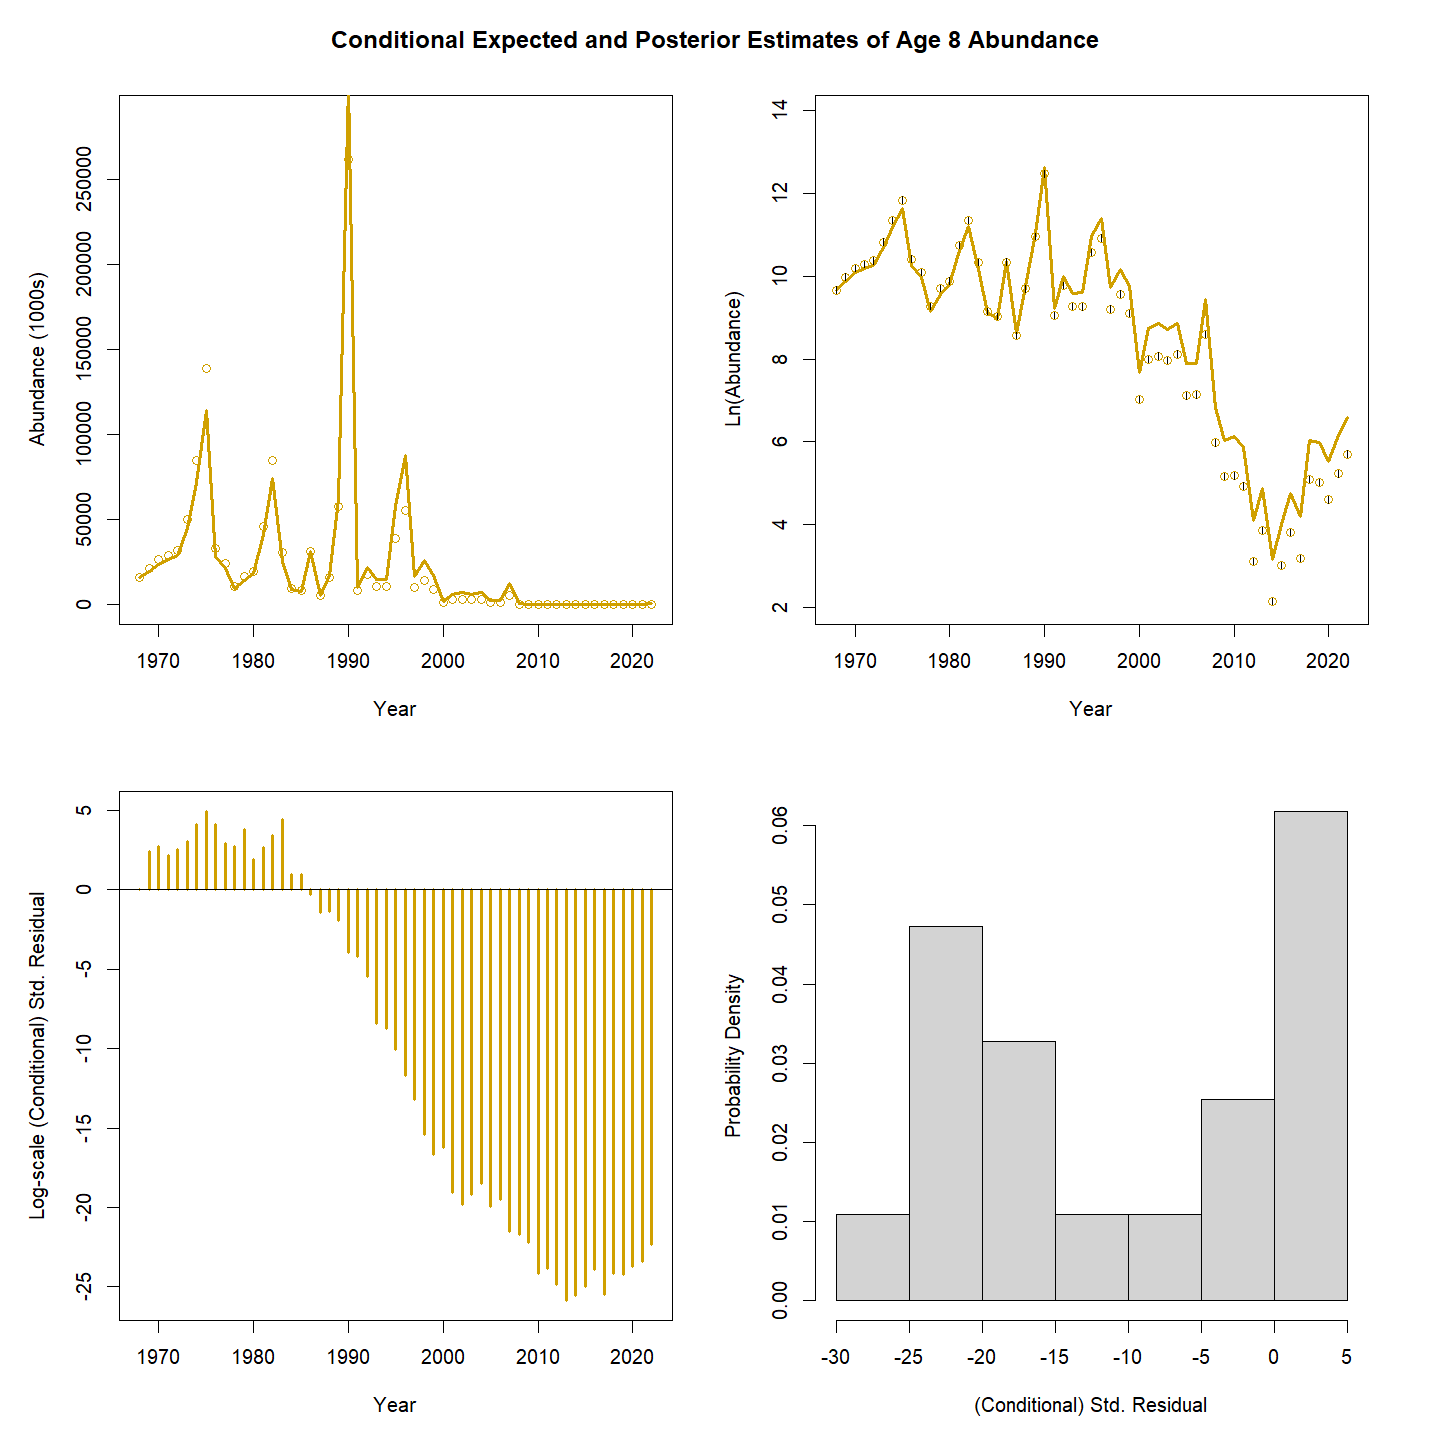 Conditional Expected and Posterior Estimates of Age 8 Abundance
Abundance (1000s)
250000
200000
150000
100000
50000
0
1970 1980 1990 2000 2010 2020
Year
Ln(Abundance)
14
12
10
8
6
4
2
1970 1980 1990 2000 2010 2020
Year
Log-scale (Conditional) Std. Residual
5
0
-5
-10
-15
-20
-25
1970 1980 1990 2000 2010 2020
Year
Probability Density
0.06
0.05
0.04
0.03
0.02
0.01
0.00
-30 -25 -20 -15 -10 -5 0 5
(Conditional) Std. Residual